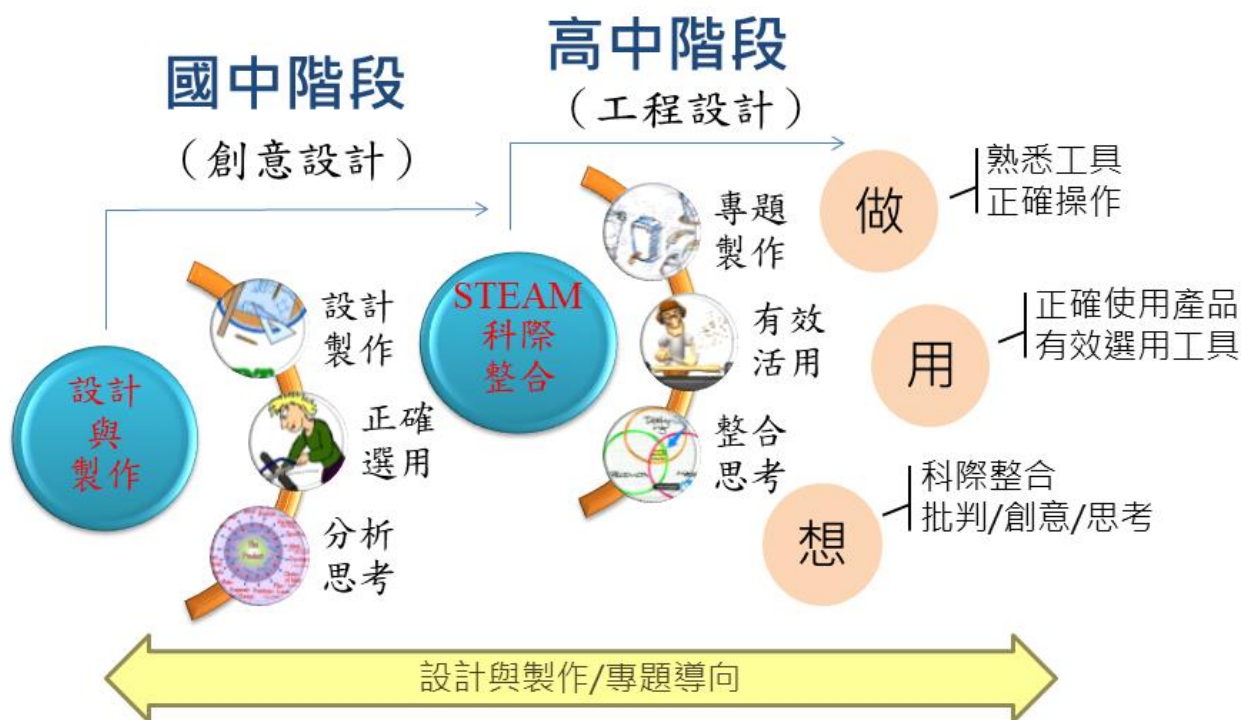 國中階段
（創意設計）
高中階段
（工程設計）
設計
與
製作
設計
製作
正確
選用
分析
思考
STEAM
科際
整合
專題
製作
有效
活用
整合
思考
做
熟悉工具
正確操作
用
正確使用產品
有效選用工具
想
科際整合
批判/創意/思考
設計與製作/專題導向